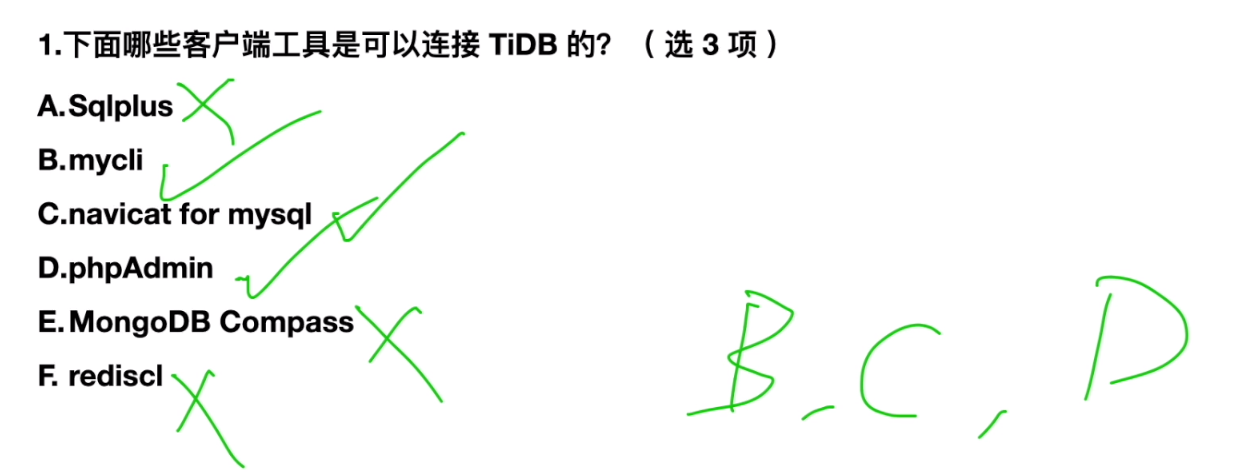 1.下面哪些客户端工具是可以连接 TiDB 的？（选 3 项）
A.Sqlplus
B.mycli
C.navicat for mysql
D.phpAdmin
E.MongoDB Compass
F. rediscl
B、C，D